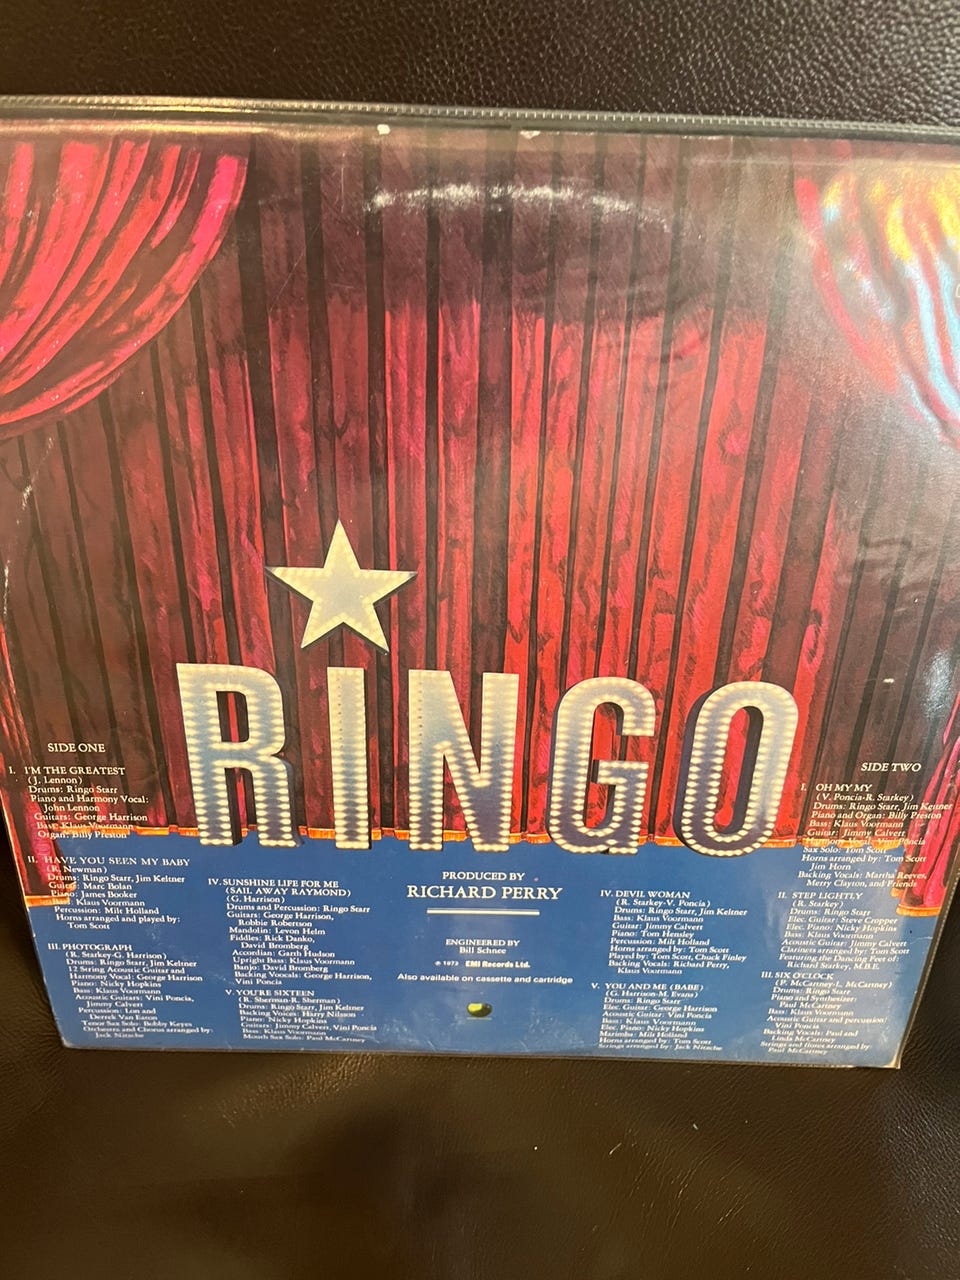 RINGO
SIDE ONE
I. I'M THE GREATEST
(J. Lennon)
Drums: Ringo Starr
Piano and Harmony Vocal:
John Lennon
Guitars: George Harrison
Bass: Klaus Voormann
Organ: Billy Preston
II. HAVE YOU SEEN MY BABY
(R. Newman)
Drums: Ringo Starr, Jim Keltner
Guitar: Marc Bolan
Piano: James Booker
Bass: Klaus Voormann
Percussion: Milt Holland
Horns arranged and played by:
Tom Scott
III. PHOTOGRAPH
(R. Starkey-G. Harrison)
Drums: Ringo Starr, Jim Keltner
12 String Acoustic Guitar and
Harmony Vocal: George Harrison
Piano: Nicky Hopkins
Bass: Klaus Voormann
Acoustic Guitars: Vini Poncia,
Jimmy Calvert
Percussion: Lon and
Derrek Van Eaton
Tenor Sax Solo: Bobby Keyes
Orchestra and Chorus arranged by:
Jack Nitzsche
IV. SUNSHINE LIFE FOR ME
(SAIL AWAY RAYMOND)
(G. Harrison)
Drums and Percussion: Ringo Starr
Guitars: George Harrison,
Robbie Robertson
Mandolin: Levon Helm
Fiddles: Rick Danko,
David Bromberg
Accordian: Garth Hudson
Upright Bass: Klaus Voormann
Banjo: David Bromberg
Backing Vocals: George Harrison,
Vini Poncia
V. YOU'RE SIXTEEN
(R. Sherman-R. Sherman)
Drums: Ringo Starr, Jim Keltner
Backing Voices: Harry Nilsson
Piano: Nicky Hopkins
Guitars: Jimmy Calvert, Vini Poncia
Bass: Klaus Voormann
Mouth Sax Solo: Paul McCartney
PRODUCED BY
RICHARD PERRY
ENGINEERED BY
Bill Schnee
℗ 1973 EMI Records Ltd.
Also available on cassette and cartridge
SIDE TWO
I. OH MY MY
(V. Poncia-R. Starkey)
Drums: Ringo Starr, Jim Keltner
Piano and Organ: Billy Preston
Bass: Klaus Voormann
Guitar: Jimmy Calvert
Harmony Vocal: Vini Poncia
Sax Solo: Tom Scott
Horns arranged by: Tom Scott
Jim Horn
Backing Vocals: Martha Reeves,
Merry Clayton, and Friends
II. STEP LIGHTLY
(R. Starkey)
Drums: Ringo Starr
Elec. Guitar: Steve Cropper
Elec. Piano: Nicky Hopkins
Bass: Klaus Voormann
Acoustic Guitar: Jimmy Calvert
Clarinets arranged by: Tom Scott
Featuring the Dancing Feet of:
Richard Starkey, M.B.E.
III. SIX O'CLOCK
(P. McCartney-L. McCartney)
Drums: Ringo Starr
Piano and Synthesizer:
Paul McCartney
Bass: Klaus Voormann
Acoustic Guitar and percussion:
Vini Poncia
Backing Vocals: Paul and
Linda McCartney
Strings and flutes arranged by:
Paul McCartney
IV. DEVIL WOMAN
(R. Starkey-V. Poncia)
Drums: Ringo Starr, Jim Keltner
Bass: Klaus Voormann
Guitar: Jimmy Calvert
Piano: Tom Hensley
Percussion: Milt Holland
Horns arranged by: Tom Scott
Played by: Tom Scott, Chuck Finley
Backing Vocals: Richard Perry,
Klaus Voormann
V. YOU AND ME (BABE)
(G. Harrison-M. Evans)
Drums: Ringo Starr
Elec. Guitar: George Harrison
Acoustic Guitar: Vini Poncia
Bass: Klaus Voormann
Elec. Piano: Nicky Hopkins
Marimba: Milt Holland
Horns arranged by: Tom Scott
Strings arranged by: Jack Nitzsche